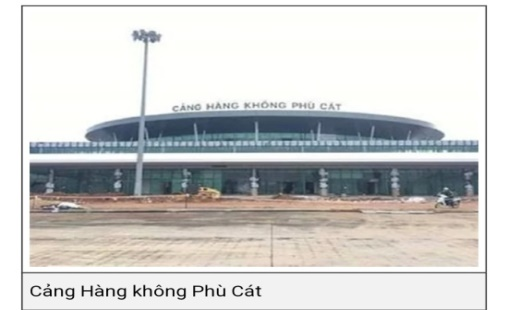 CẢNG HÀNG KHÔNG PHÙ CÁT
Cảng Hàng không Phù Cát